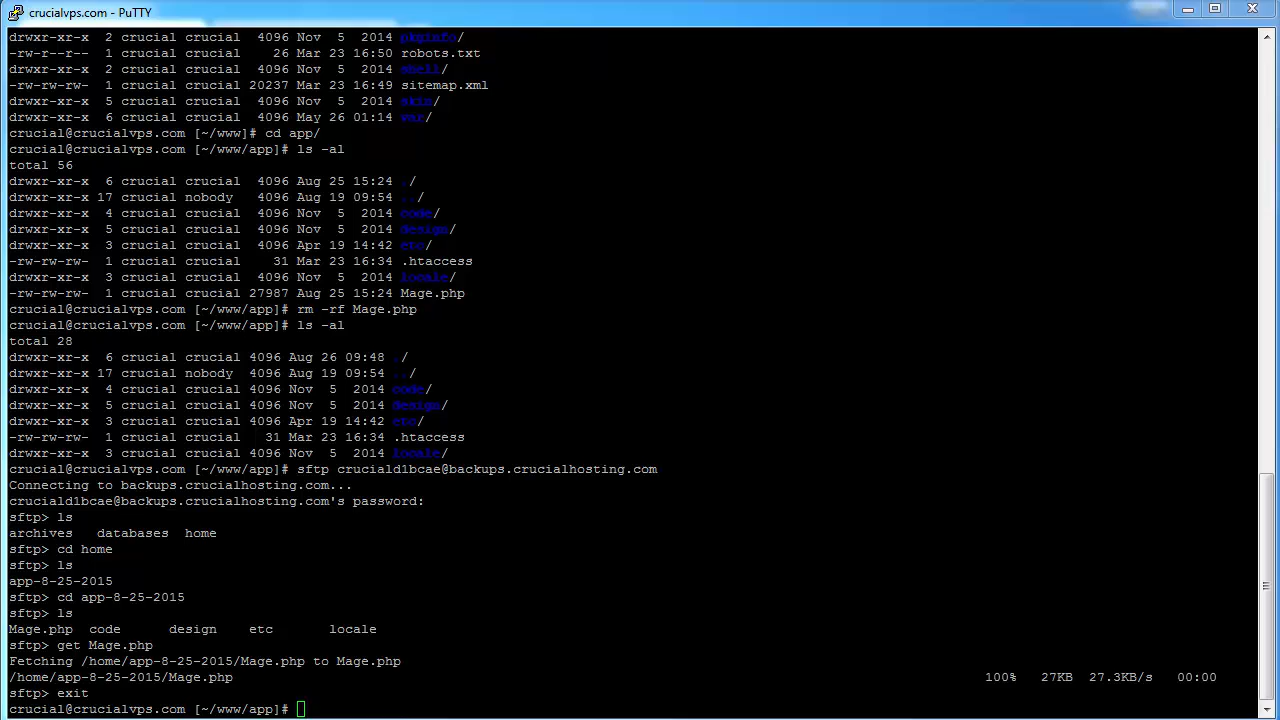 crucialvps.com - PuTTY
drwxr-xr-x  2 crucial crucial  4096 Nov  5  2014 pkginfo/
-rw-r--r--  1 crucial crucial    26 Mar 23 16:50 robots.txt
drwxr-xr-x  2 crucial crucial  4096 Nov  5  2014 shell/
-rw-rw-rw-  1 crucial crucial 20237 Mar 23 16:49 sitemap.xml
drwxr-xr-x  5 crucial crucial  4096 Nov  5  2014 skin/
drwxr-xr-x  6 crucial crucial  4096 May 26 01:14 var/
crucial@crucialvps.com [~/www]# cd app/
crucial@crucialvps.com [~/www/app]# ls -al
total 56
drwxr-xr-x  6 crucial crucial  4096 Aug 25 15:24 ./
drwxr-xr-x 17 crucial nobody   4096 Aug 19 09:54 ../
drwxr-xr-x  4 crucial crucial  4096 Nov  5  2014 code/
drwxr-xr-x  5 crucial crucial  4096 Nov  5  2014 design/
drwxr-xr-x  3 crucial crucial  4096 Apr 19 14:42 etc/
-rw-rw-rw-  1 crucial crucial    31 Mar 23 16:34 .htaccess
drwxr-xr-x  3 crucial crucial  4096 Nov  5  2014 locale/
-rw-rw-rw-  1 crucial crucial 27987 Aug 25 15:24 Mage.php
crucial@crucialvps.com [~/www/app]# rm -rf Mage.php
crucial@crucialvps.com [~/www/app]# ls -al
total 28
drwxr-xr-x  6 crucial crucial 4096 Aug 26 09:48 ./
drwxr-xr-x 17 crucial nobody  4096 Aug 19 09:54 ../
drwxr-xr-x  4 crucial crucial 4096 Nov  5  2014 code/
drwxr-xr-x  5 crucial crucial 4096 Nov  5  2014 design/
drwxr-xr-x  3 crucial crucial 4096 Apr 19 14:42 etc/
-rw-rw-rw-  1 crucial crucial   31 Mar 23 16:34 .htaccess
drwxr-xr-x  3 crucial crucial 4096 Nov  5  2014 locale/
crucial@crucialvps.com [~/www/app]# sftp cruciald1bcae@backups.crucialhosting.com
Connecting to backups.crucialhosting.com...
cruciald1bcae@backups.crucialhosting.com's password:
sftp> ls
archives   databases  home
sftp> cd home
sftp> ls
app-8-25-2015
sftp> cd app-8-25-2015
sftp> ls
Mage.php  code      design    etc       locale
sftp> get Mage.php
Fetching /home/app-8-25-2015/Mage.php to Mage.php
/home/app-8-25-2015/Mage.php 100% 27KB 27.3KB/s 00:00
sftp> exit
crucial@crucialvps.com [~/www/app]#